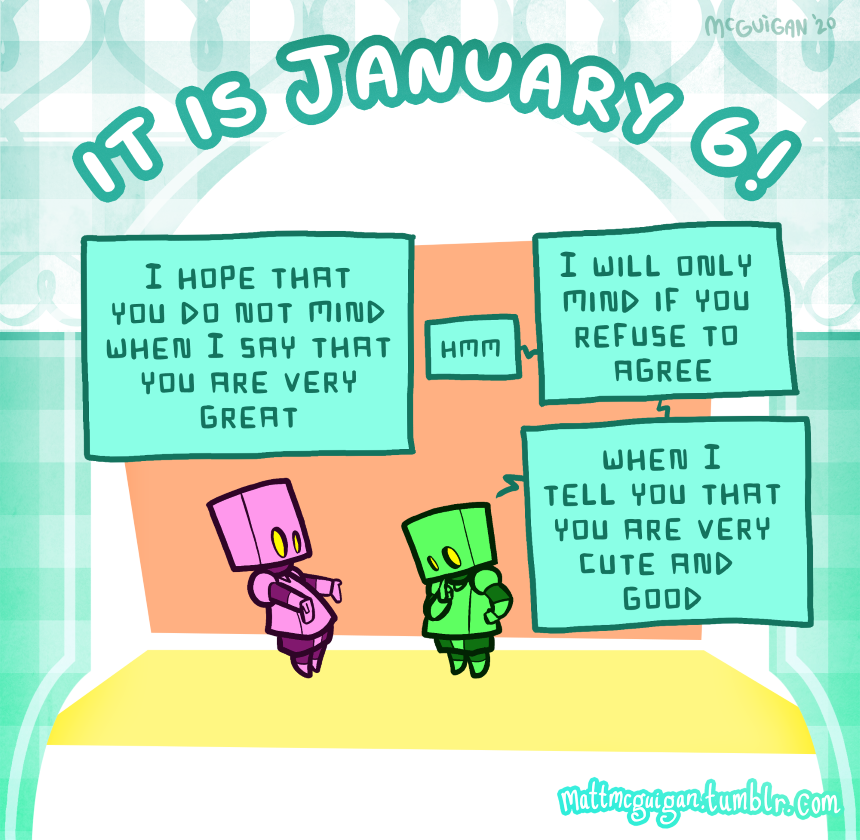 McGUIGAN '20
IT IS JANUARY 6!
I HOPE THAT
YOU DO NOT MIND
WHEN I SAY THAT
YOU ARE VERY
GREAT
HMM
I WILL ONLY
MIND IF YOU
REFUSE TO
AGREE
WHEN I
TELL YOU THAT
YOU ARE VERY
CUTE AND
GOOD
mattmcguigan.tumblr.com